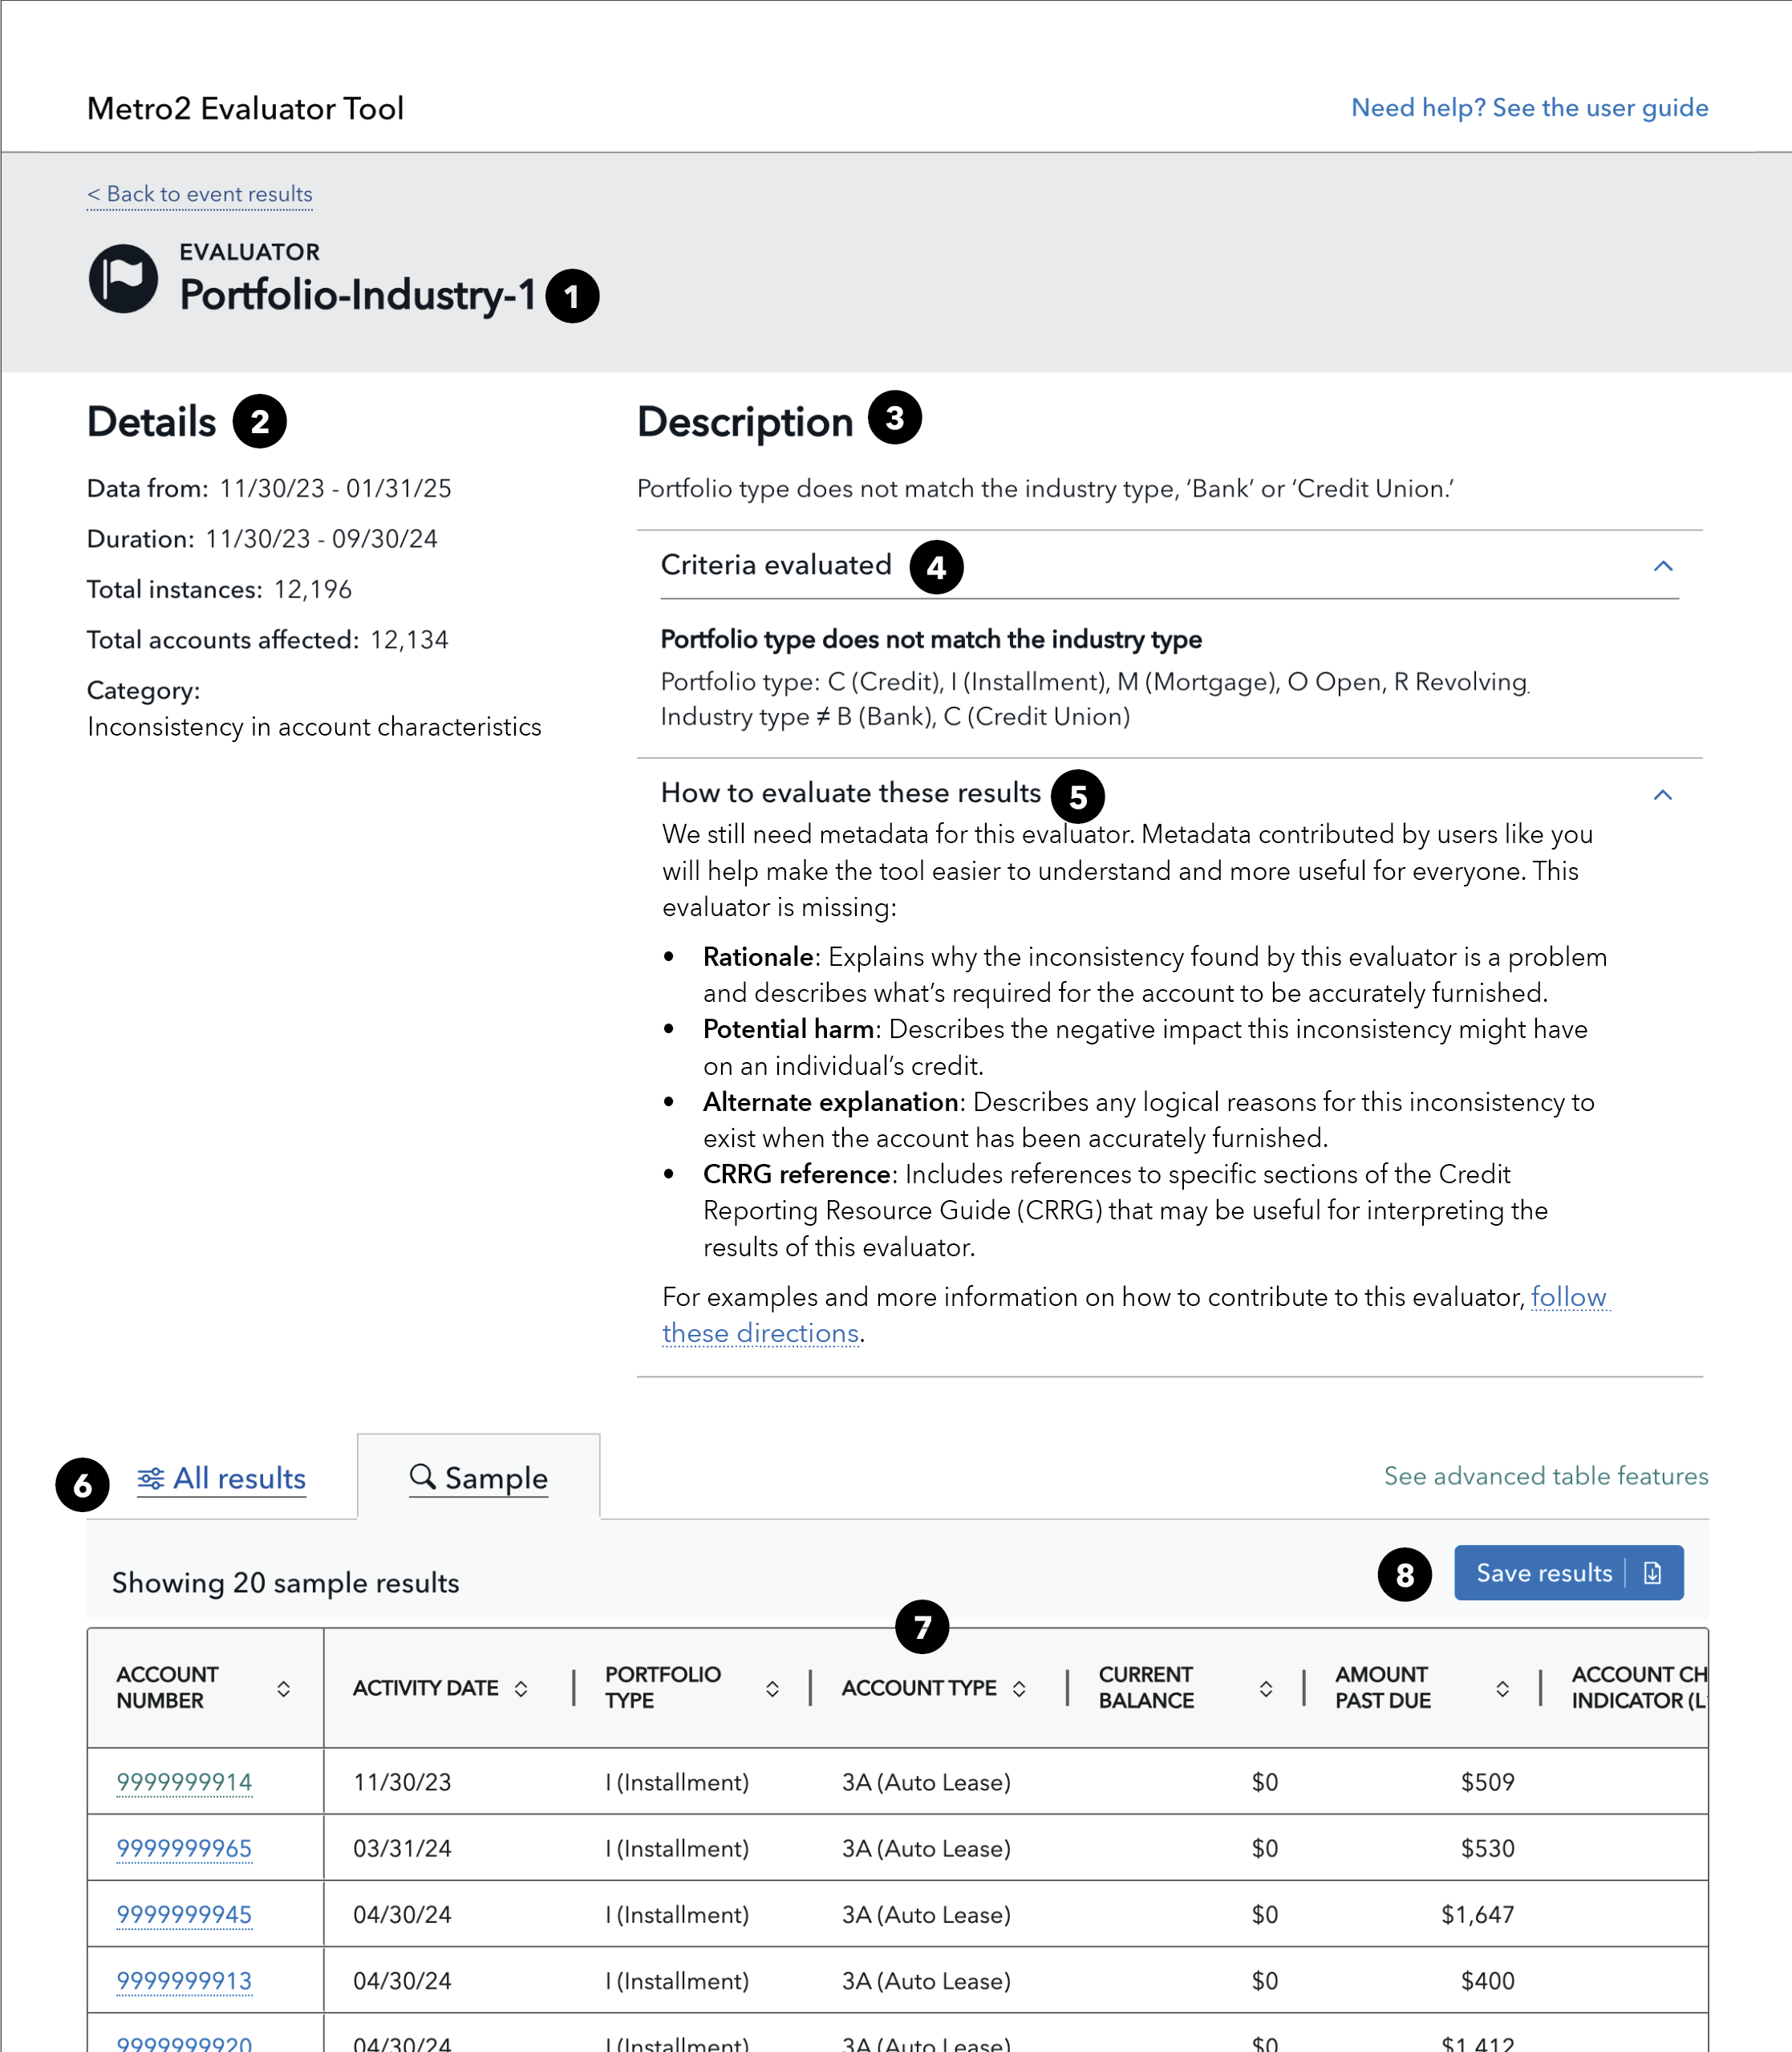 Metro2 Evaluator Tool
Need help? See the user guide
< Back to event results
EVALUATOR
Portfolio-Industry-1 1
Details 2
Data from: 11/30/23 - 01/31/25
Duration: 11/30/23 - 09/30/24
Total instances: 12,196
Total accounts affected: 12,134
Category:
Inconsistency in account characteristics
Description 3
Portfolio type does not match the industry type, ‘Bank’ or ‘Credit Union.’
Criteria evaluated 4
Portfolio type does not match the industry type
Portfolio type: C (Credit), I (Installment), M (Mortgage), O Open, R Revolving
Industry type ≠ B (Bank), C (Credit Union)
How to evaluate these results 5
We still need metadata for this evaluator. Metadata contributed by users like you
will help make the tool easier to understand and more useful for everyone. This
evaluator is missing:
• Rationale: Explains why the inconsistency found by this evaluator is a problem
and describes what’s required for the account to be accurately furnished.
• Potential harm: Describes the negative impact this inconsistency might have
on an individual’s credit.
• Alternate explanation: Describes any logical reasons for this inconsistency to
exist when the account has been accurately furnished.
• CRRG reference: Includes references to specific sections of the Credit
Reporting Resource Guide (CRRG) that may be useful for interpreting the
results of this evaluator.
For examples and more information on how to contribute to this evaluator, follow
these directions.
6 All results Sample
See advanced table features
Showing 20 sample results
8 Save results
7
ACCOUNT NUMBER ACTIVITY DATE PORTFOLIO TYPE ACCOUNT TYPE CURRENT BALANCE AMOUNT PAST DUE ACCOUNT CH INDICATOR (L
9999999914 11/30/23 I (Installment) 3A (Auto Lease) $0 $509
9999999965 03/31/24 I (Installment) 3A (Auto Lease) $0 $530
9999999945 04/30/24 I (Installment) 3A (Auto Lease) $0 $1,647
9999999913 04/30/24 I (Installment) 3A (Auto Lease) $0 $400
9999999920 04/30/24 I (Installment) 3A (Auto Lease) $0 $1,412